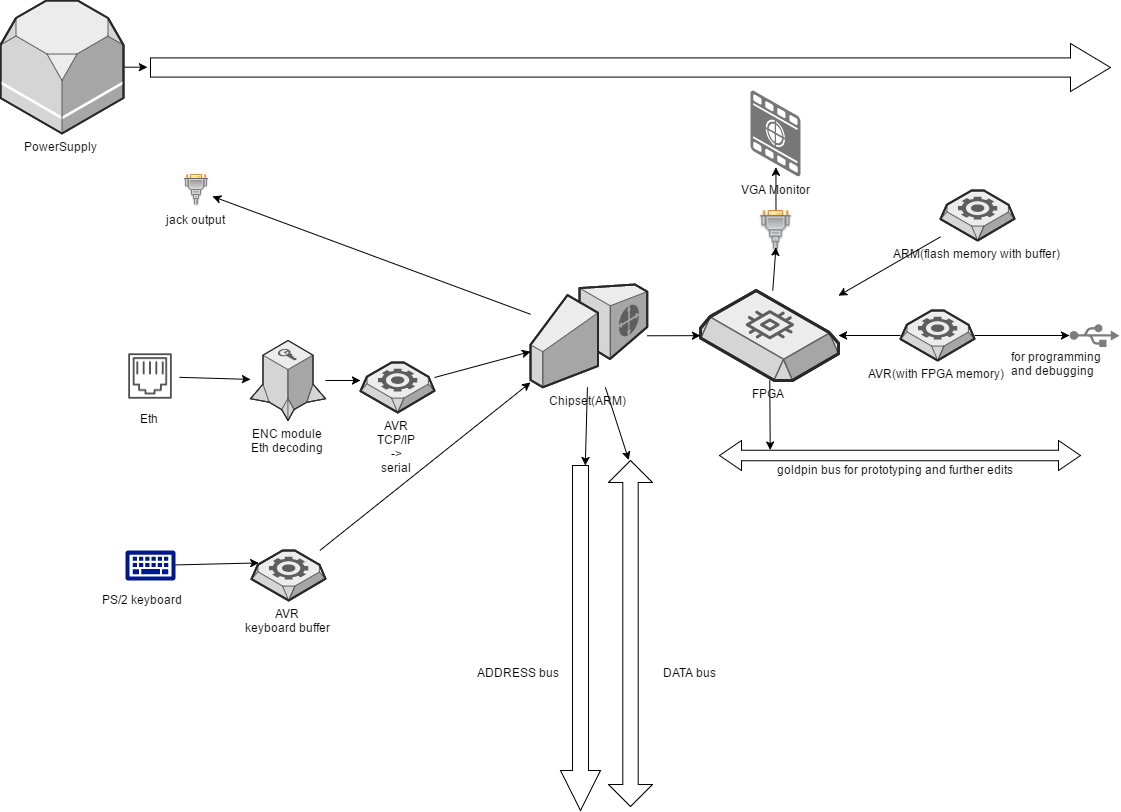 PowerSupply
VGA Monitor
jack output
ARM(flash memory with buffer)
for programming
and debugging
AVR(with FPGA memory)
FPGA
Chipset(ARM)
Eth
ENC module
Eth decoding
AVR
TCP/IP
->
serial
goldpin bus for prototyping and further edits
PS/2 keyboard
AVR
keyboard buffer
ADDRESS bus
DATA bus